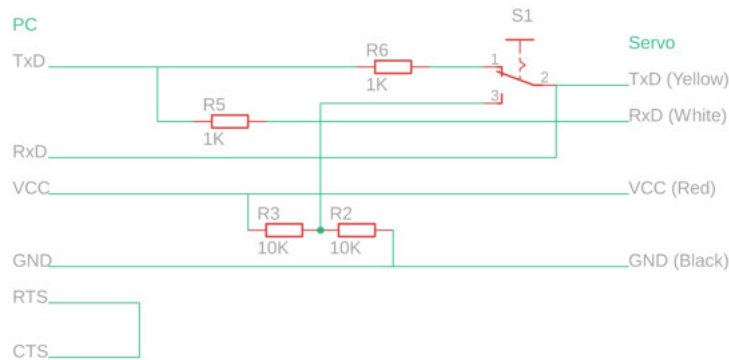 S1
PC
Servo
TxD
R6
1
2
TxD (Yellow)
1K
3
R5
RxD (White)
1K
RxD
VCC
VCC (Red)
R3
R2
10K
10K
GND
GND (Black)
RTS
CTS